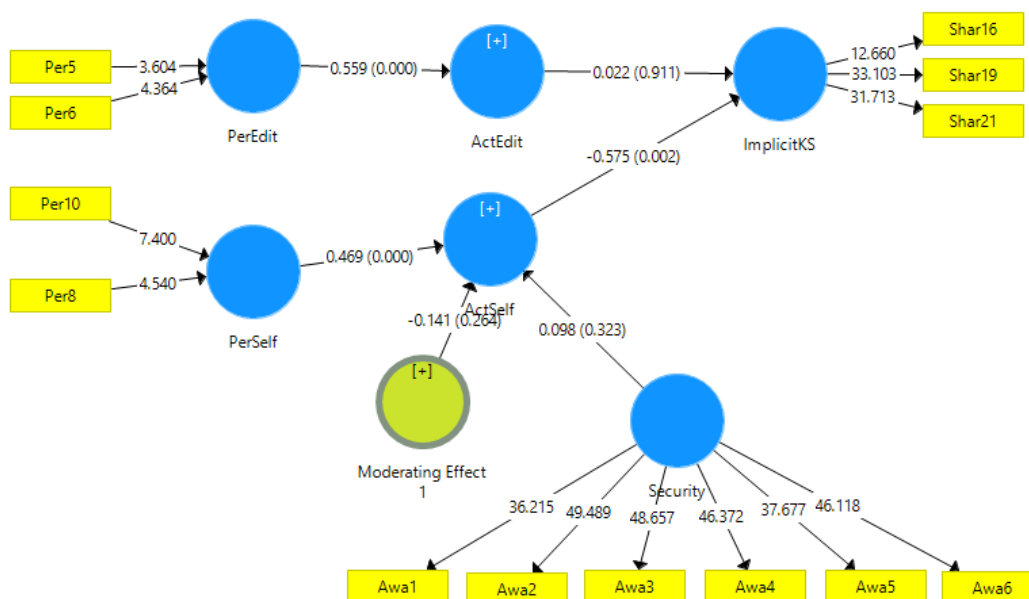 Shar16
[+]
Per5
3.604
0.559 (0.000)
0.022 (0.911)
12.660
33.103
Shar19
4.364
31.713
Per6
Shar21
PerEdit
ActEdit
ImplicitKS
-0.575 (0.002)
Per10
[+]
7.400
0.469 (0.000)
4.540
Per8
ActSelf
-0.141 (0.264)
0.098 (0.323)
PerSelf
[+]
Moderating Effect
1
Security
36.215
49.489
48.657
46.372
37.677
46.118
Awa1
Awa2
Awa3
Awa4
Awa5
Awa6